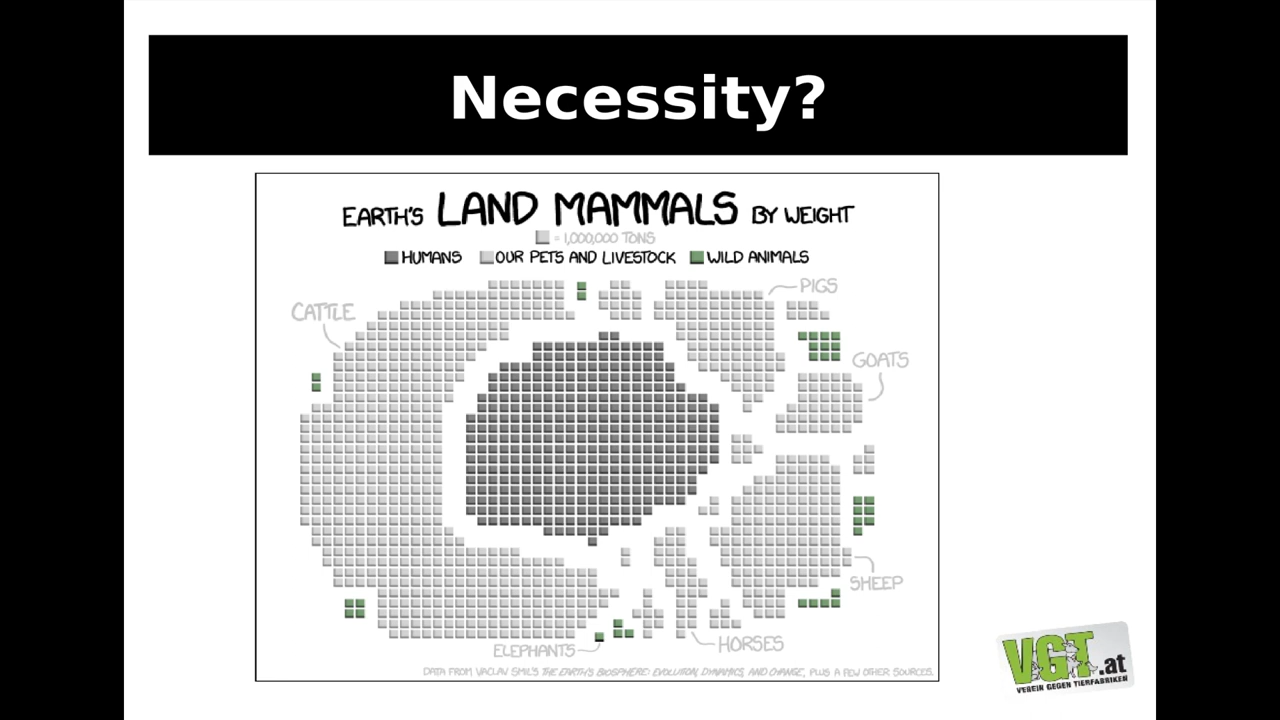 Necessity?
EARTH'S LAND MAMMALS BY WEIGHT
= 1,000,000 TONS
HUMANS OUR PETS AND LIVESTOCK WILD ANIMALS
PIGS
CATTLE
GOATS
SHEEP
HORSES
ELEPHANTS
DATA FROM VACLAV SMIL'S THE EARTH'S BIOSPHERE: EVOLUTION, DYNAMICS, AND CHANGE, PLUS A FEW OTHER SOURCES.
VGT.at
VEREIN GEGEN TIERFABRIKEN